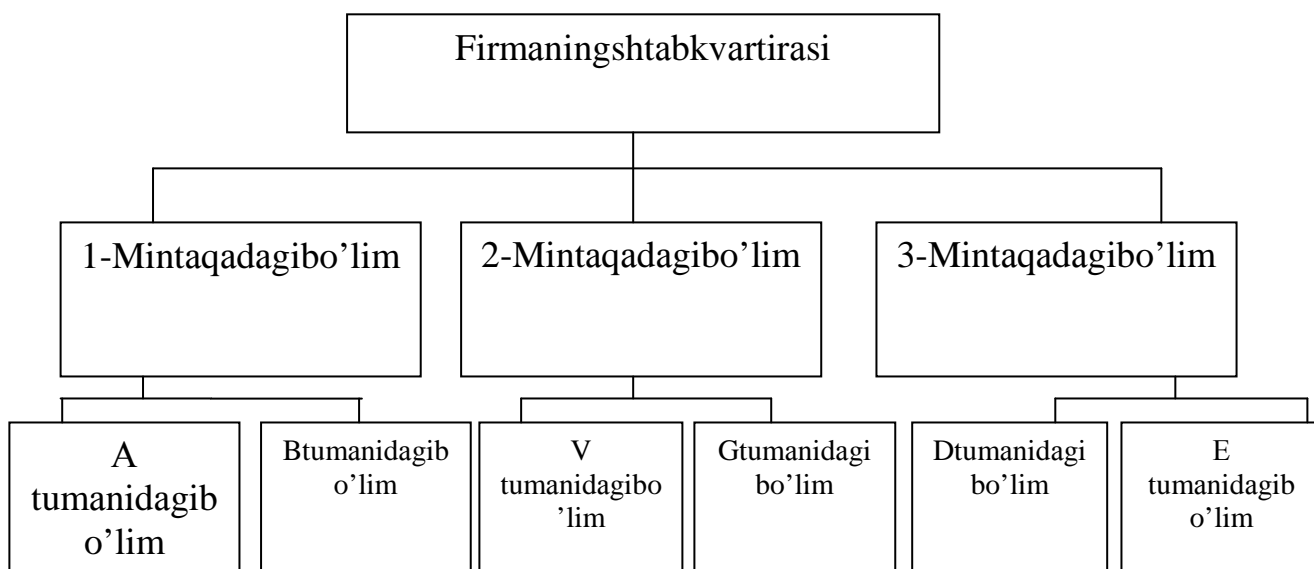 Firmaningshtabkvartirasi
1-Mintaqadagibo’lim
2-Mintaqadagibo’lim
3-Mintaqadagibo’lim
A
tumanidagib
o’lim
Btumanidagib
o’lim
V
tumanidagibo
’lim
Gtumanidagi
bo’lim
Dtumanidagi
bo’lim
E
tumanidagib
o’lim